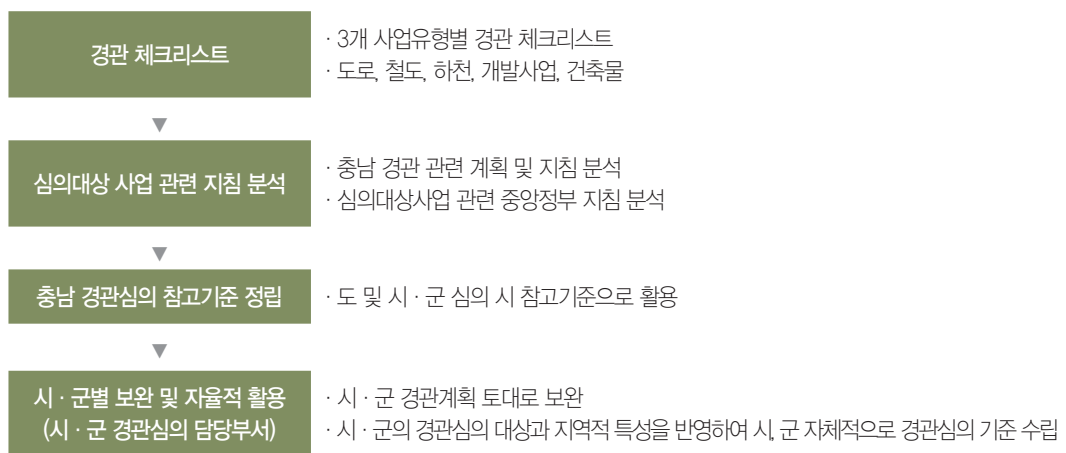 경관 체크리스트
· 3개 사업유형별 경관 체크리스트
· 도로, 철도, 하천, 개발사업, 건축물
▼
심의대상 사업 관련 지침 분석
· 충남 경관 관련 계획 및 지침 분석
· 심의대상사업 관련 중앙정부 지침 분석
▼
충남 경관심의 참고기준 정립
· 도 및 시 · 군 심의 시 참고기준으로 활용
▼
시 · 군별 보완 및 자율적 활용
(시 · 군 경관심의 담당부서)
· 시 · 군 경관계획 토대로 보완
· 시 · 군의 경관심의 대상과 지역적 특성을 반영하여 시, 군 자체적으로 경관심의 기준 수립